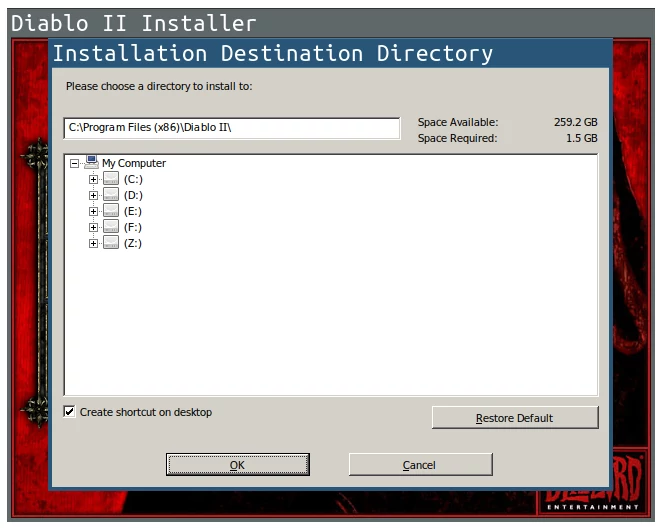 Diablo II Installer
Installation Destination Directory
Please choose a directory to install to:
C:\Program Files (x86)\Diablo II\
Space Available: 259.2 GB
Space Required: 1.5 GB
My Computer
(C:)
(D:)
(E:)
(F:)
(Z:)
Create shortcut on desktop
Restore Default
OK
Cancel
ENTERTAINMENT